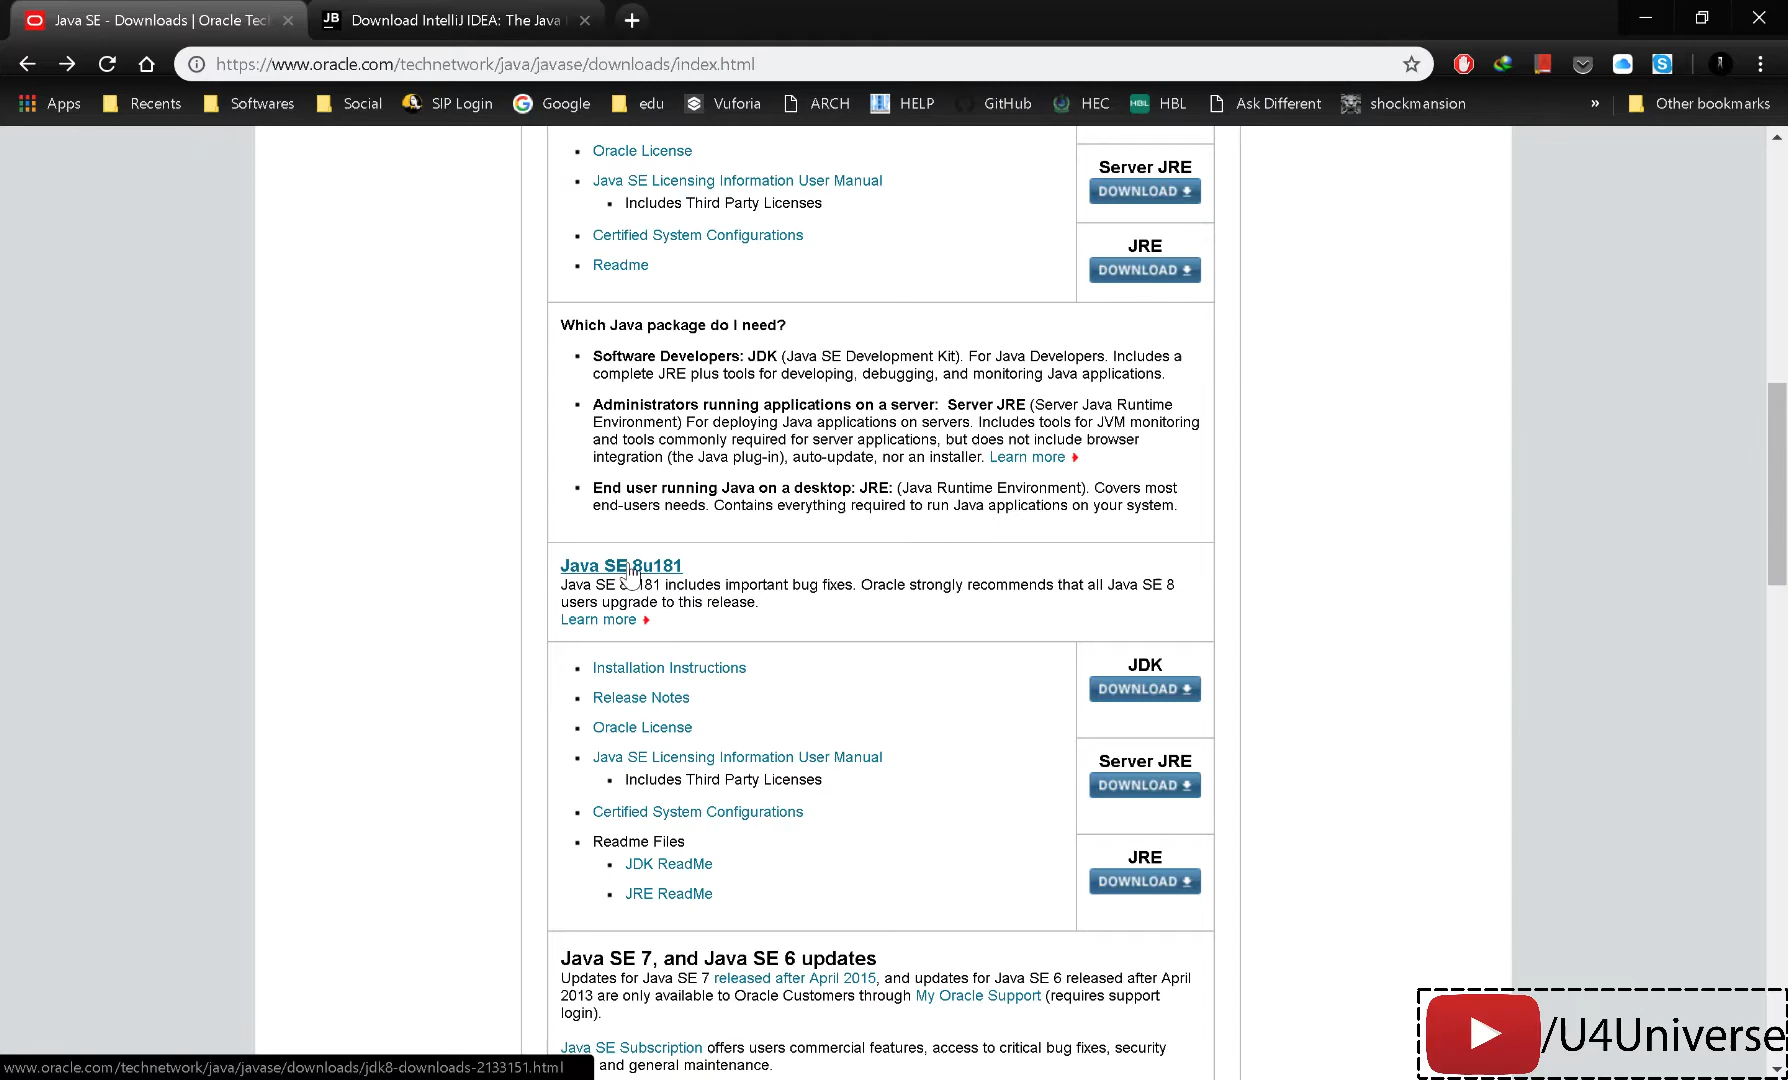 Java SE - Downloads | Oracle Tec
JB Download IntelliJ IDEA: The Java
https://www.oracle.com/technetwork/java/javase/downloads/index.html
Apps Recents Softwares Social SIP Login Google edu Vuforia ARCH HELP GitHub HEC HBL HBL Ask Different shockmansion » Other bookmarks
Oracle License
Java SE Licensing Information User Manual
Includes Third Party Licenses
Certified System Configurations
Readme
Server JRE
DOWNLOAD
JRE
DOWNLOAD
Which Java package do I need?
Software Developers: JDK (Java SE Development Kit). For Java Developers. Includes a
complete JRE plus tools for developing, debugging, and monitoring Java applications.
Administrators running applications on a server: Server JRE (Server Java Runtime
Environment) For deploying Java applications on servers. Includes tools for JVM monitoring
and tools commonly required for server applications, but does not include browser
integration (the Java plug-in), auto-update, nor an installer. Learn more
End user running Java on a desktop: JRE: (Java Runtime Environment). Covers most
end-users needs. Contains everything required to run Java applications on your system.
Java SE 8u181
Java SE 8u181 includes important bug fixes. Oracle strongly recommends that all Java SE 8
users upgrade to this release.
Learn more
Installation Instructions
Release Notes
Oracle License
Java SE Licensing Information User Manual
Includes Third Party Licenses
Certified System Configurations
Readme Files
JDK ReadMe
JRE ReadMe
JDK
DOWNLOAD
Server JRE
DOWNLOAD
JRE
DOWNLOAD
Java SE 7, and Java SE 6 updates
Updates for Java SE 7 released after April 2015, and updates for Java SE 6 released after April
2013 are only available to Oracle Customers through My Oracle Support (requires support
login).
Java SE Subscription offers users commercial features, access to critical bug fixes, security
and general maintenance.
www.oracle.com/technetwork/java/javase/downloads/jdk8-downloads-2133151.html
/U4Universe